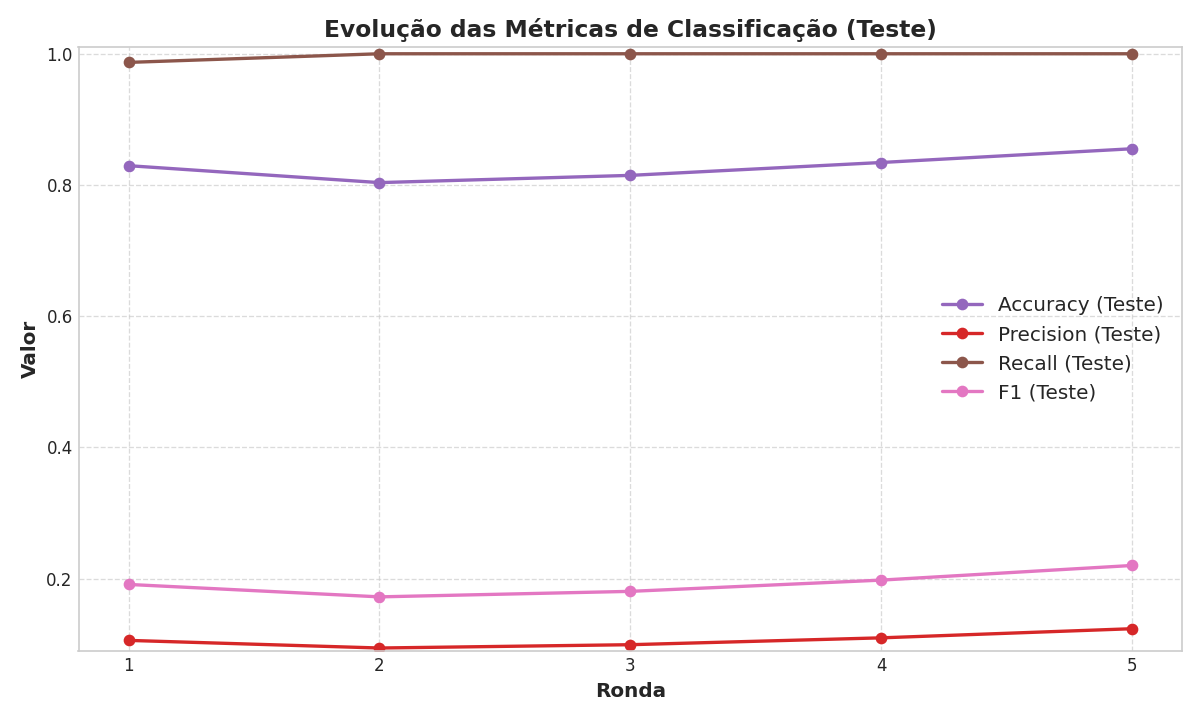 Evolução das Métricas de Classificação (Teste)
1.0
0.8
0.6
0.4
0.2
Valor
Accuracy (Teste)
Precision (Teste)
Recall (Teste)
F1 (Teste)
1 2 3 4 5
Ronda